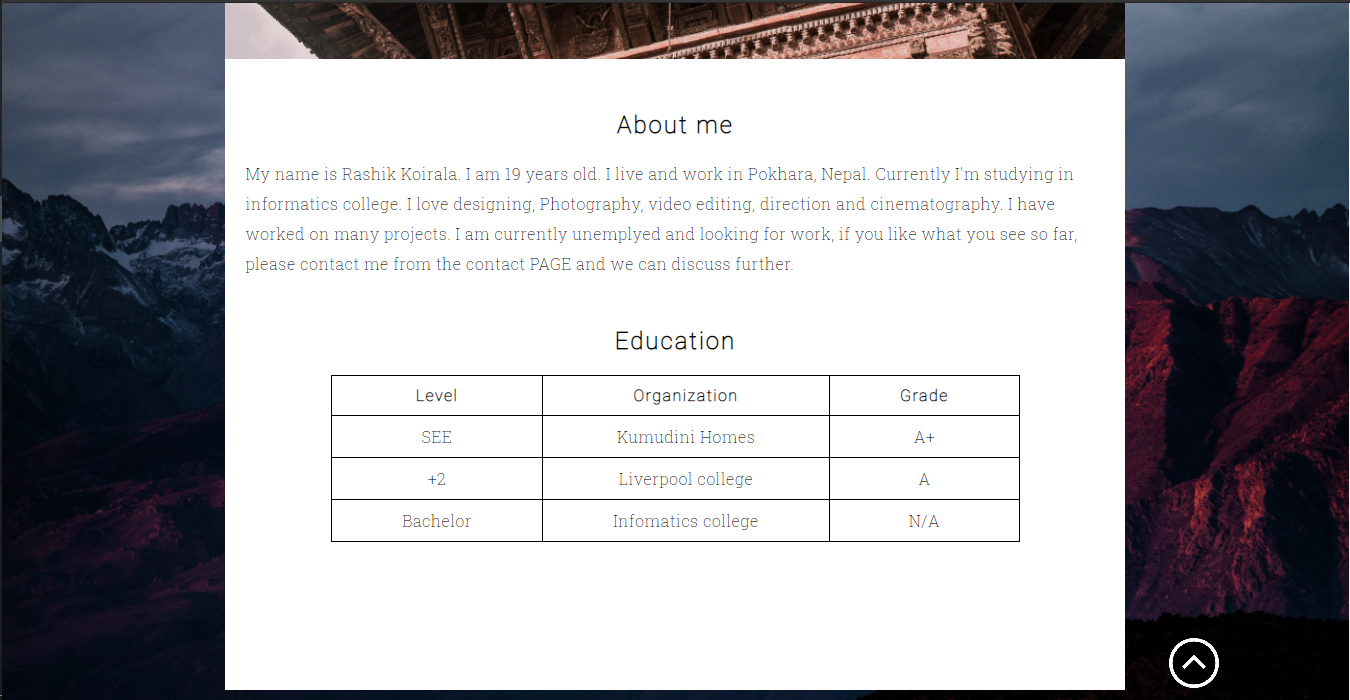 About me
My name is Rashik Koirala. I am 19 years old. I live and work in Pokhara, Nepal. Currently I'm studying in
informatics college. I love designing, Photography, video editing, direction and cinematography. I have
worked on many projects. I am currently unemplyed and looking for work, if you like what you see so far,
please contact me from the contact PAGE and we can discuss further.
Education
Level Organization Grade
SEE Kumudini Homes A+
+2 Liverpool college A
Bachelor Infomatics college N/A